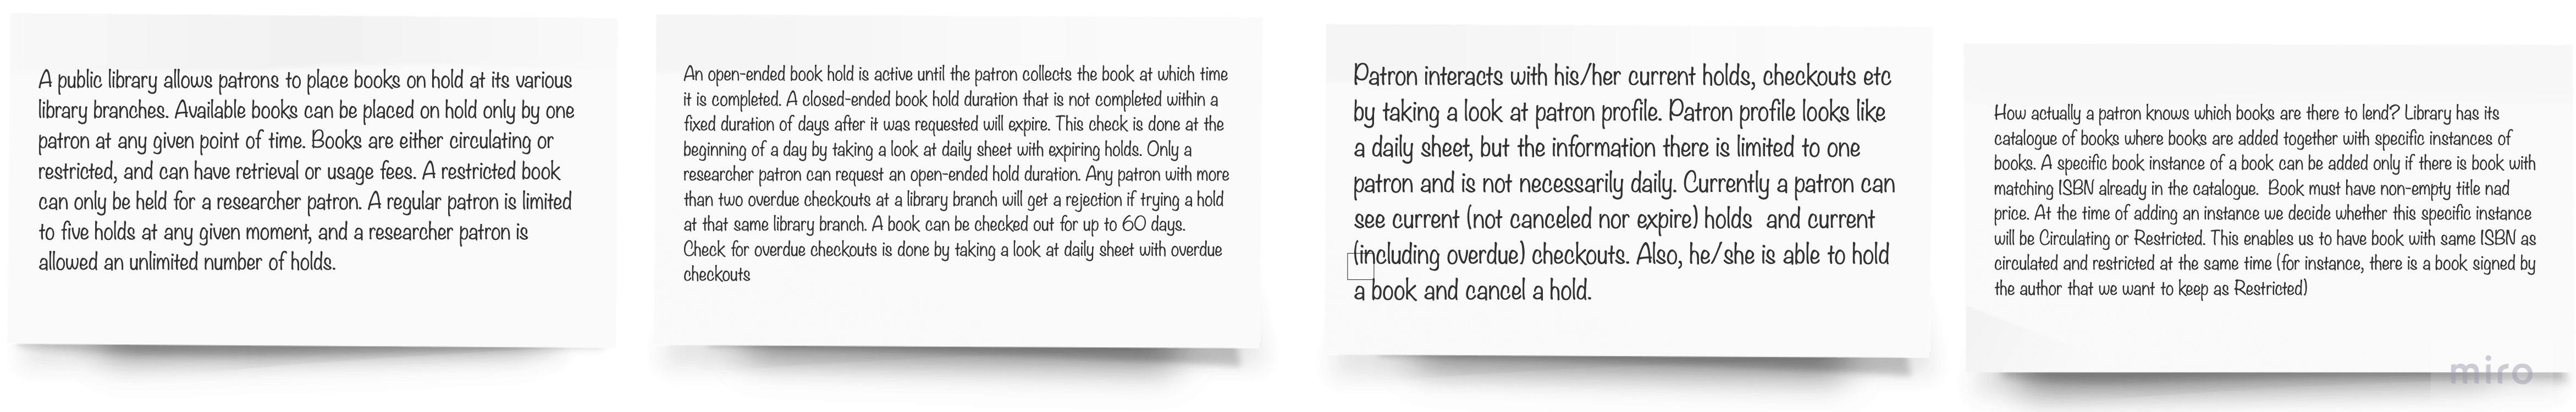 A public library allows patrons to place books on hold at its various
library branches. Available books can be placed on hold only by one
patron at any given point of time. Books are either circulating or
restricted, and can have retrieval or usage fees. A restricted book
can only be held for a researcher patron. A regular patron is limited
to five holds at any given moment, and a researcher patron is
allowed an unlimited number of holds.
An open-ended book hold is active until the patron collects the book at which time
it is completed. A closed-ended book hold duration that is not completed within a
fixed duration of days after it was requested will expire. This check is done at the
beginning of a day by taking a look at daily sheet with expiring holds. Only a
researcher patron can request an open-ended hold duration. Any patron with more
than two overdue checkouts at a library branch will get a rejection if trying a hold
at that same library branch. A book can be checked out for up to 60 days.
Check for overdue checkouts is done by taking a look at daily sheet with overdue
checkouts
Patron interacts with his/her current holds, checkouts etc
by taking a look at patron profile. Patron profile looks like
a daily sheet, but the information there is limited to one
patron and is not necessarily daily. Currently a patron can
see current (not canceled nor expire) holds and current
(including overdue) checkouts. Also, he/she is able to hold
a book and cancel a hold.
How actually a patron knows which books are there to lend? Library has its
catalogue of books where books are added together with specific instances of
books. A specific book instance of a book can be added only if there is book with
matching ISBN already in the catalogue. Book must have non-empty title nad
price. At the time of adding an instance we decide whether this specific instance
will be Circulating or Restricted. This enables us to have book with same ISBN as
circulated and restricted at the same time (for instance, there is a book signed by
the author that we want to keep as Restricted)
miro